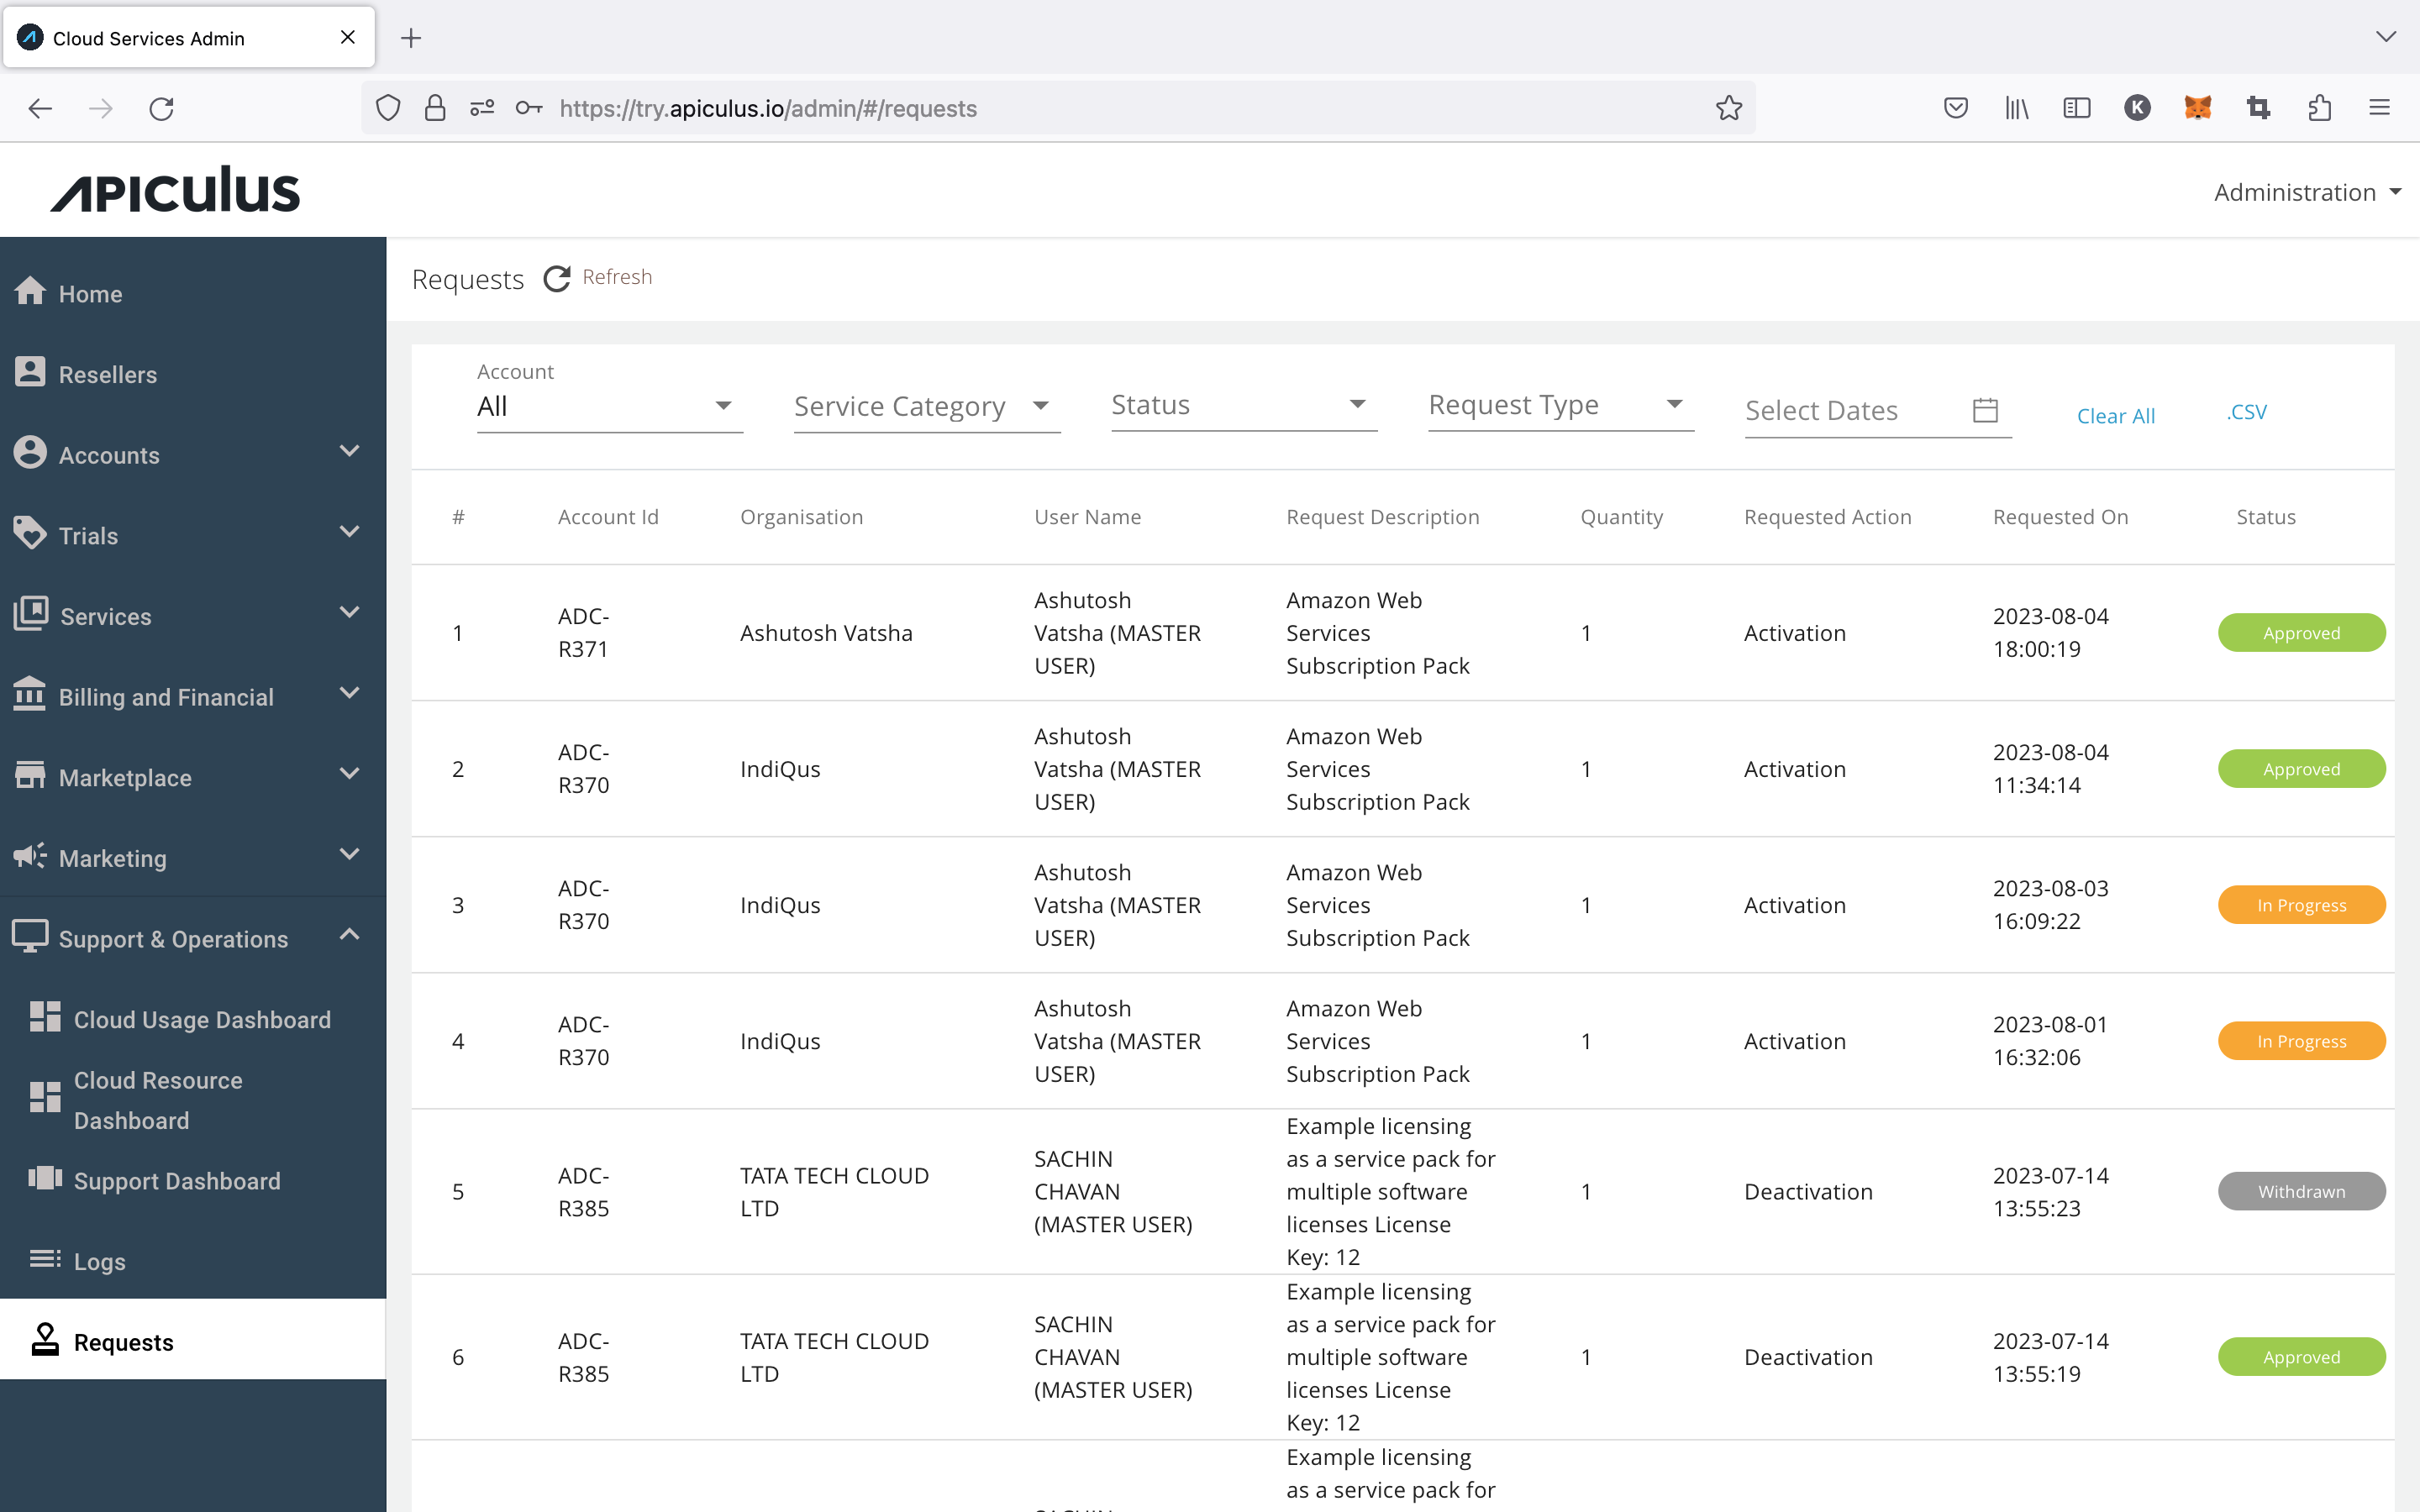 Cloud Services Admin
https://try.apiculus.io/admin/#/requests
K
APICULUS
Administration
Home
Resellers
Accounts
Trials
Services
Billing and Financial
Marketplace
Marketing
Support & Operations
Cloud Usage Dashboard
Cloud Resource
Dashboard
Support Dashboard
Logs
Requests
Requests Refresh
Account
All
Service Category
Status
Request Type
Select Dates
Clear All
.CSV
# Account Id Organisation User Name Request Description Quantity Requested Action Requested On Status
1
ADC-
R371
Ashutosh Vatsha
Ashutosh
Vatsha (MASTER
USER)
Amazon Web
Services
Subscription Pack
1
Activation
2023-08-04
18:00:19
Approved
2
ADC-
R370
IndiQus
Ashutosh
Vatsha (MASTER
USER)
Amazon Web
Services
Subscription Pack
1
Activation
2023-08-04
11:34:14
Approved
3
ADC-
R370
IndiQus
Ashutosh
Vatsha (MASTER
USER)
Amazon Web
Services
Subscription Pack
1
Activation
2023-08-03
16:09:22
In Progress
4
ADC-
R370
IndiQus
Ashutosh
Vatsha (MASTER
USER)
Amazon Web
Services
Subscription Pack
1
Activation
2023-08-01
16:32:06
In Progress
5
ADC-
R385
TATA TECH CLOUD
LTD
SACHIN
CHAVAN
(MASTER USER)
Example licensing
as a service pack for
multiple software
licenses License
Key: 12
1
Deactivation
2023-07-14
13:55:23
Withdrawn
6
ADC-
R385
TATA TECH CLOUD
LTD
SACHIN
CHAVAN
(MASTER USER)
Example licensing
as a service pack for
multiple software
licenses License
Key: 12
1
Deactivation
2023-07-14
13:55:19
Approved
Example licensing
as a service pack for